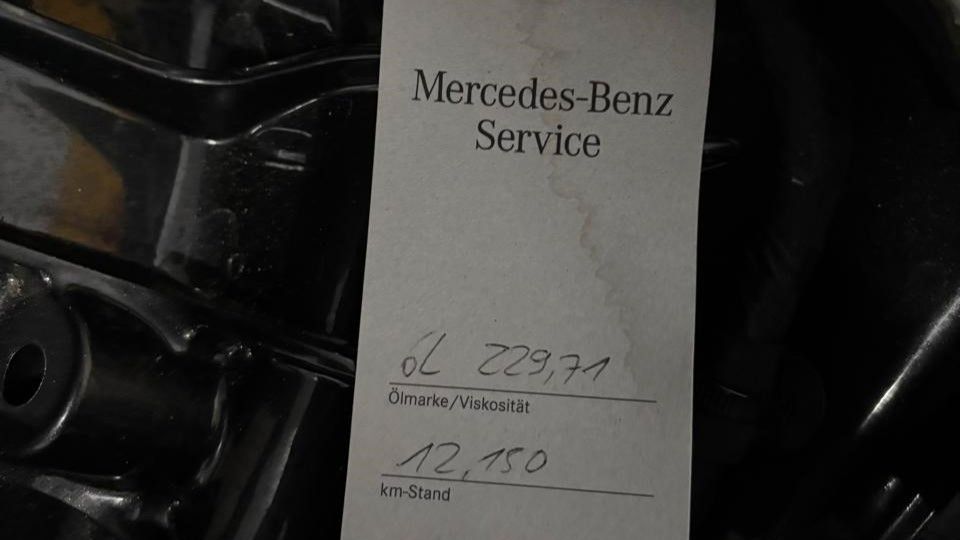 Mercedes-Benz
Service
öL 229,71
Ölmarke/Viskosität
12,150
km-Stand